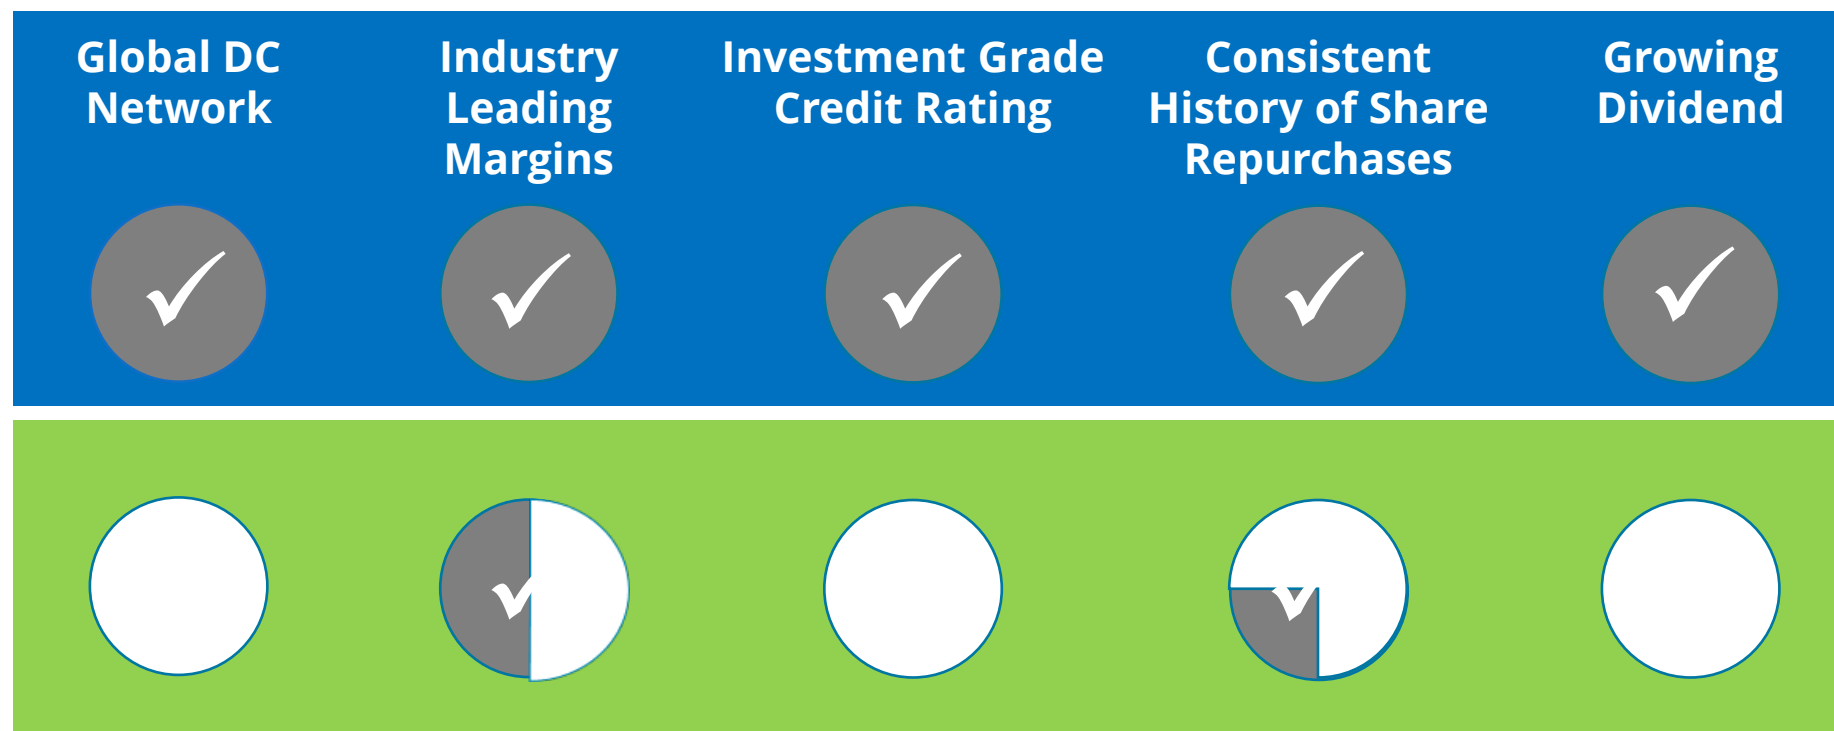 Global DC
Network
Industry
Leading
Margins
Investment Grade
Credit Rating
Consistent
History of Share
Repurchases
Growing
Dividend